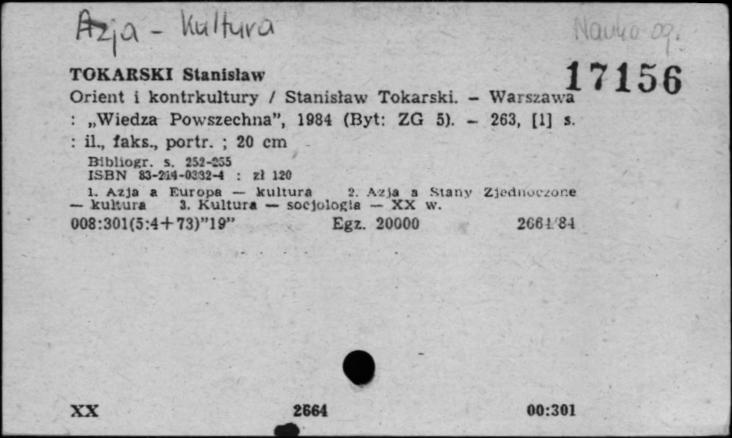 Azja - Kultura
Nauka og.
17156
TOKARSKI Stanisław
Orient i kontrkultury / Stanisław Tokarski. – Warszawa
: „Wiedza Powszechna”, 1984 (Byt: ZG 5). – 263, [1] s.
: il., faks., portr. ; 20 cm
Bibliogr. s. 252-255
ISBN 83-214-0332-4 : zł 120
1. Azja a Europa — kultura 2. Azja a Stany Zjednoczone
— kultura 3. Kultura — socjologia — XX w.
008:301(5:4+73)”19” Egz. 20000 2664/84
XX 2664 00:301